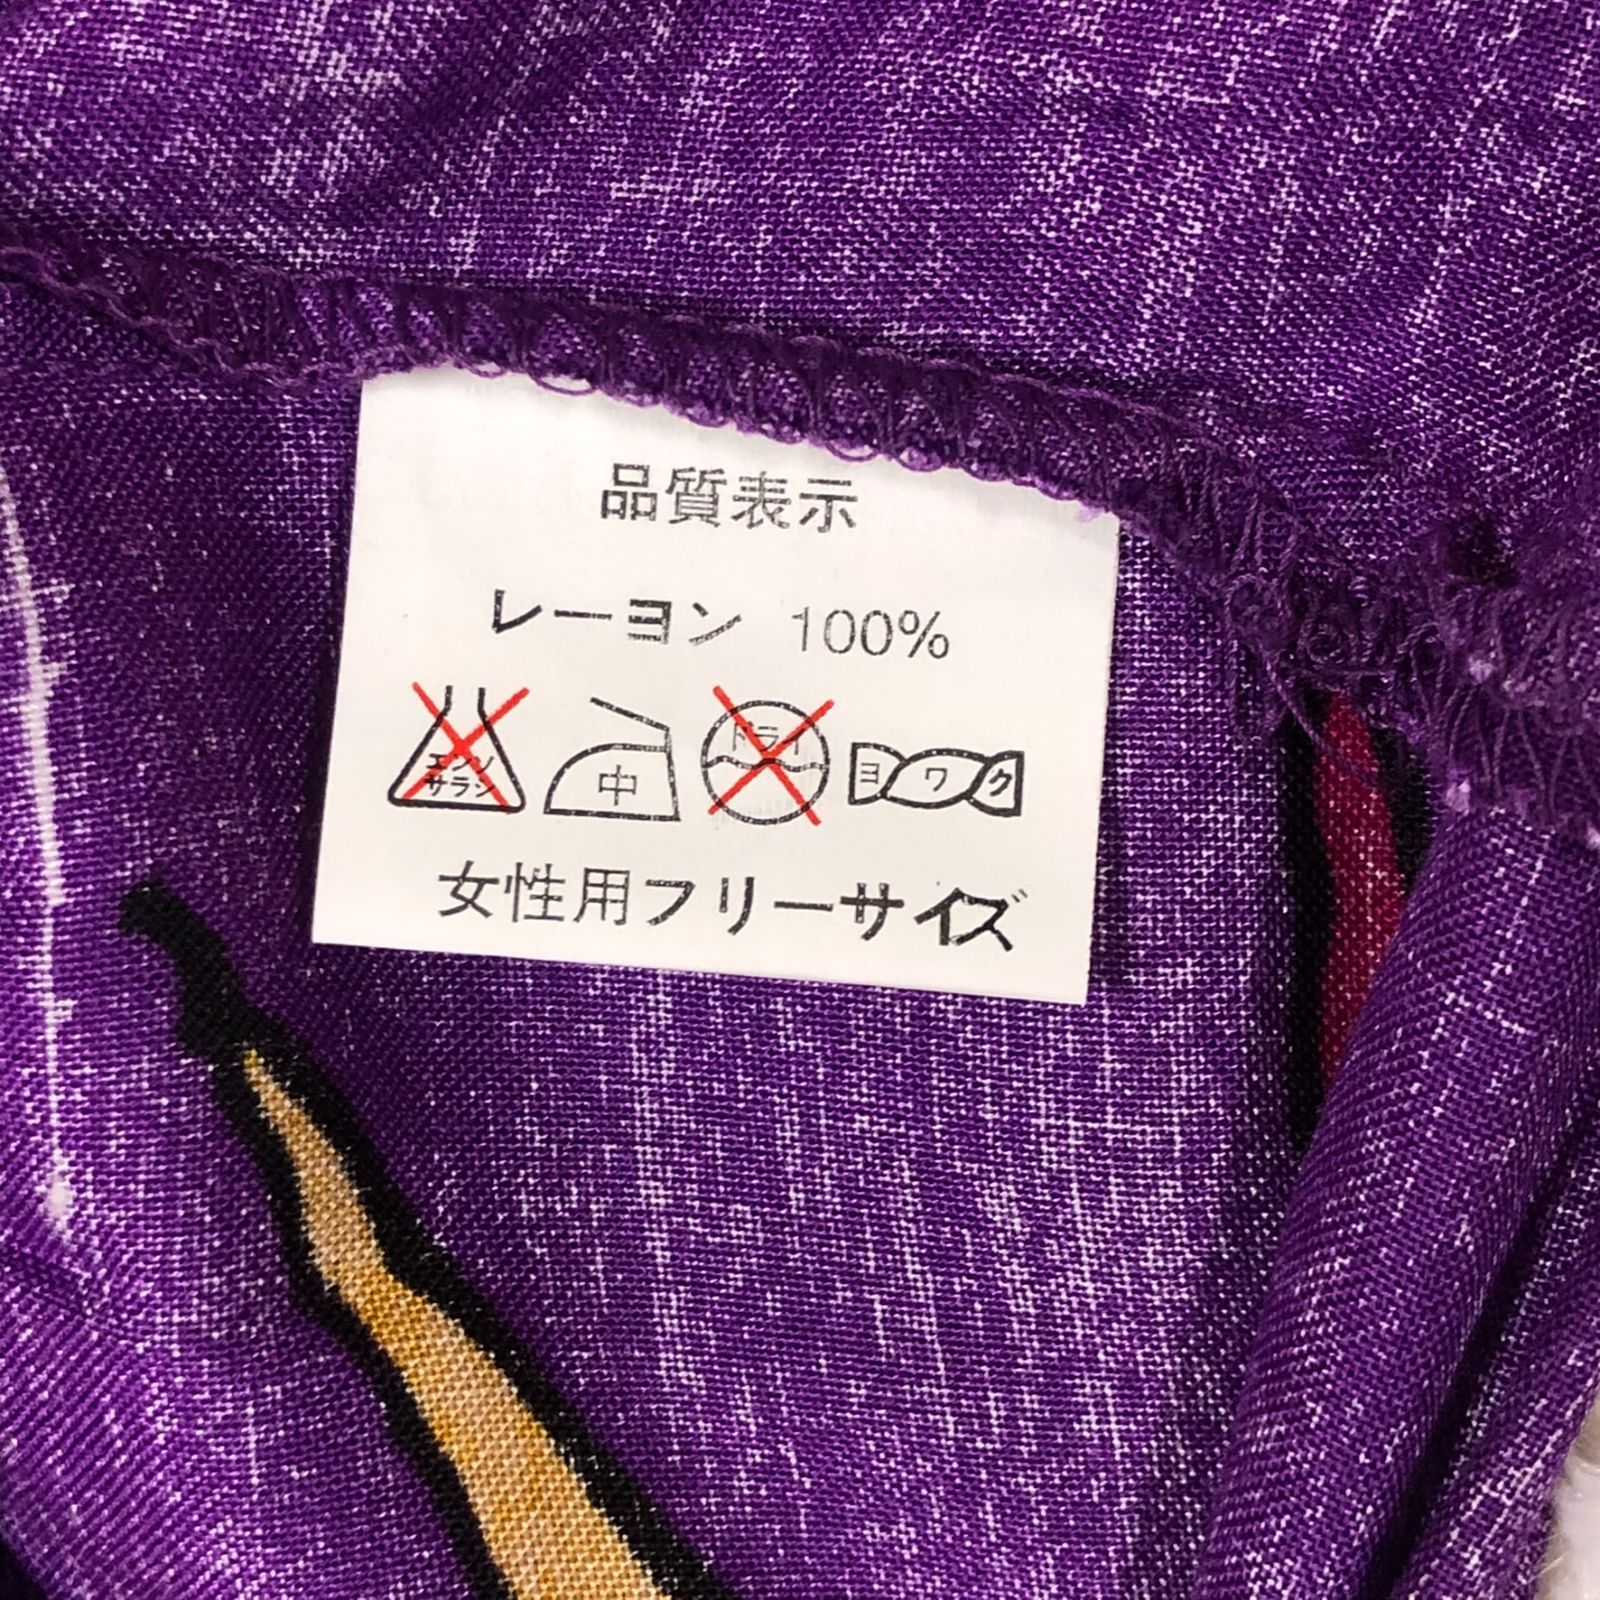 品質表示
レーヨン 100%
エンソ
サラシ
中
ドライ
ヨワク
女性用フリーサイズ